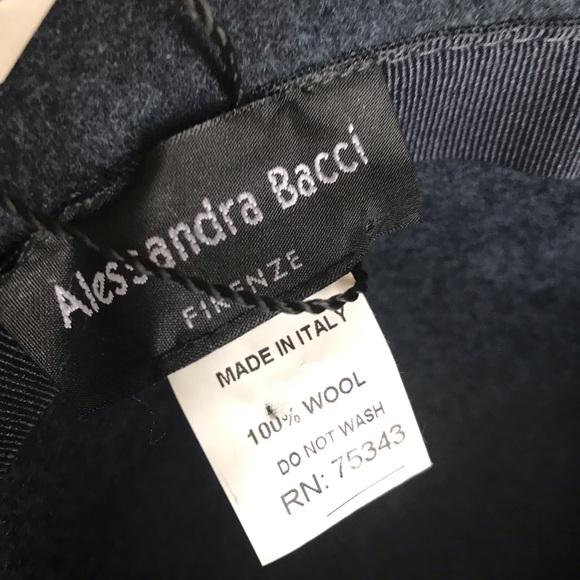 Alessandra Bacci
FIRENZE
MADE IN ITALY
100% WOOL
DO NOT WASH
RN: 75343